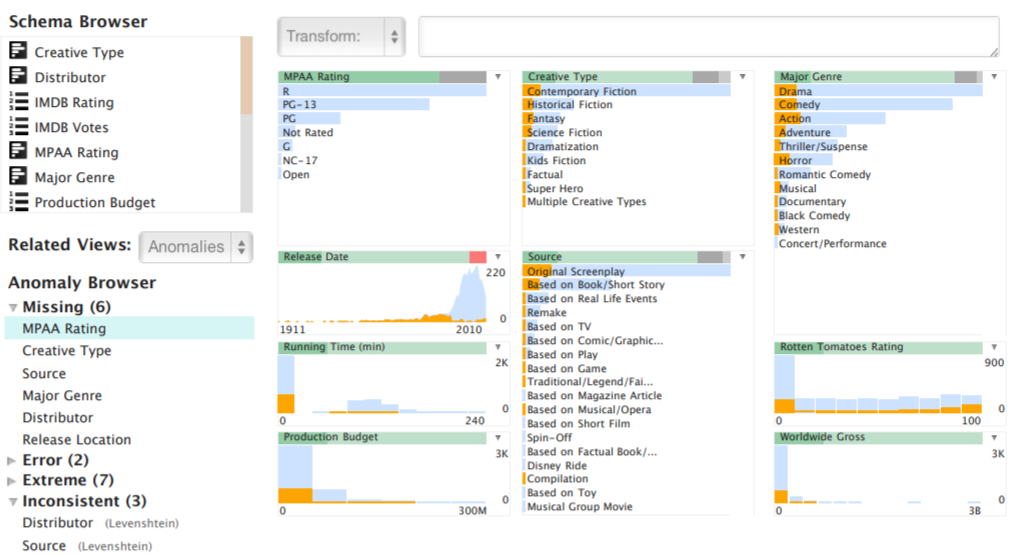 Schema Browser
Creative Type
Distributor
IMDB Rating
IMDB Votes
MPAA Rating
Major Genre
Production Budget
Related Views: Anomalies
Anomaly Browser
Missing (6)
MPAA Rating
Creative Type
Source
Major Genre
Distributor
Release Location
Error (2)
Extreme (7)
Inconsistent (3)
Distributor (Levenshtein)
Source (Levenshtein)
Transform:
MPAA Rating
R
PG-13
PG
Not Rated
G
NC-17
Open
Release Date
220
0
1911 2010
Running Time (min)
2K
0
0 240
Production Budget
3K
0
0 300M
Creative Type
Contemporary Fiction
Historical Fiction
Fantasy
Science Fiction
Dramatization
Kids Fiction
Factual
Super Hero
Multiple Creative Types
Source
Original Screenplay
Based on Book/Short Story
Based on Real Life Events
Remake
Based on TV
Based on Comic/Graphic...
Based on Play
Based on Game
Traditional/Legend/Fai...
Based on Magazine Article
Based on Musical/Opera
Based on Short Film
Spin-Off
Based on Factual Book/...
Disney Ride
Compilation
Based on Toy
Musical Group Movie
Major Genre
Drama
Comedy
Action
Adventure
Thriller/Suspense
Horror
Romantic Comedy
Musical
Documentary
Black Comedy
Western
Concert/Performance
Rotten Tomatoes Rating
900
0
0 100
Worldwide Gross
3K
0
0 3B